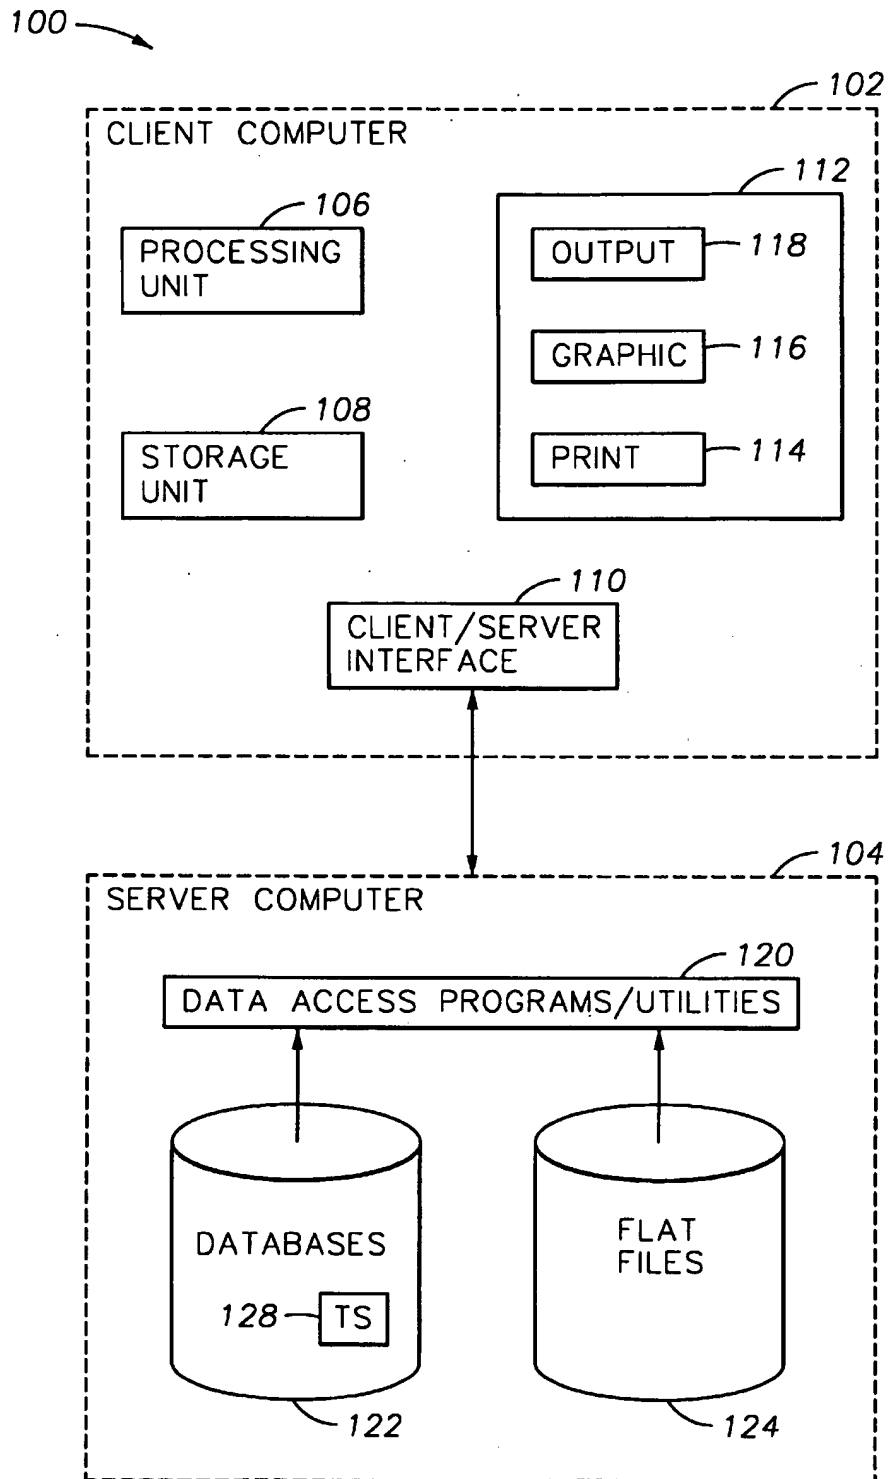 100
102
CLIENT COMPUTER
112
106
PROCESSING
UNIT
OUTPUT
118
GRAPHIC
116
108
STORAGE
UNIT
PRINT
114
110
CLIENT/SERVER
INTERFACE
104
SERVER COMPUTER
120
DATA ACCESS PROGRAMS/UTILITIES
DATABASES
128
TS
122
FLAT
FILES
124